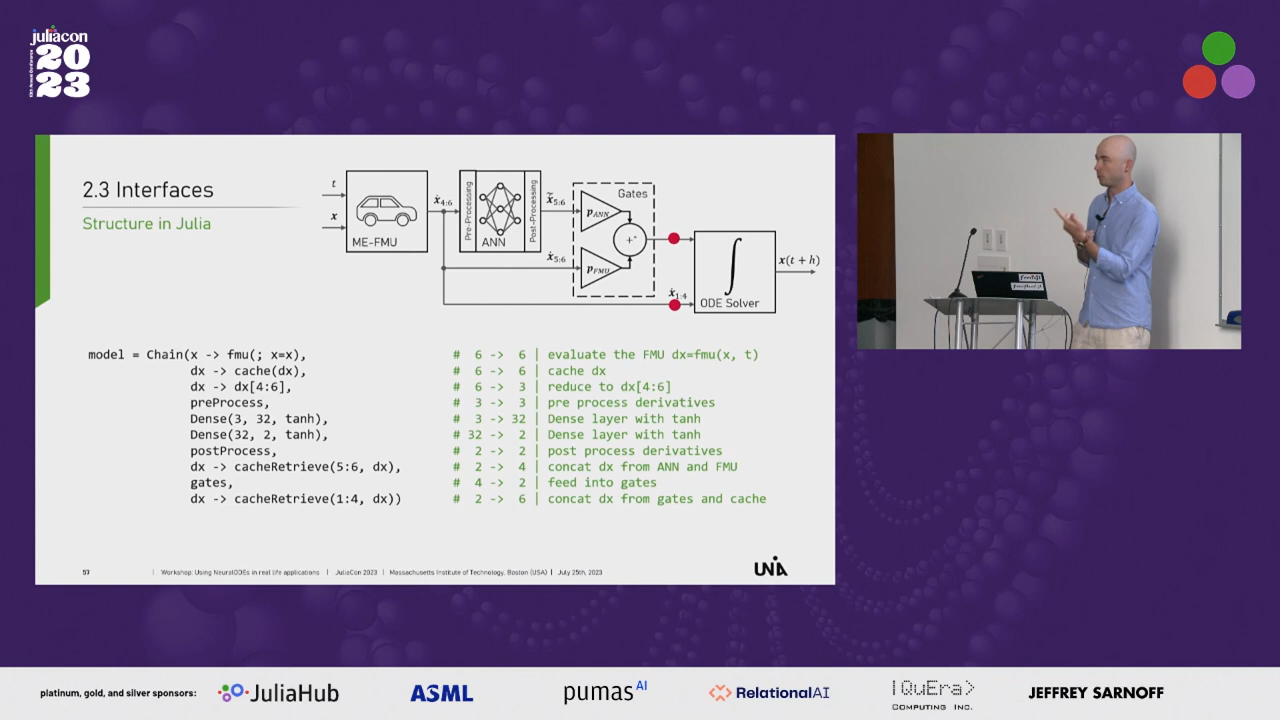 juliacon
20
23
2.3 Interfaces
Structure in Julia
t
x
ME-FMU
ẋ4:6
Pre-Processing
ANN
Post-Processing
x̃̇5:6
ẋ5:6
Gates
pANN
pFMU
+
ẋ1:4
ODE Solver
∫
x(t + h)
model = Chain(x -> fmu(; x=x), # 6 -> 6 | evaluate the FMU dx=fmu(x, t)
dx -> cache(dx), # 6 -> 6 | cache dx
dx -> dx[4:6], # 6 -> 3 | reduce to dx[4:6]
preProcess, # 3 -> 3 | pre process derivatives
Dense(3, 32, tanh), # 3 -> 32 | Dense layer with tanh
Dense(32, 2, tanh), # 32 -> 2 | Dense layer with tanh
postProcess, # 2 -> 2 | post process derivatives
dx -> cacheRetrieve(5:6, dx), # 2 -> 4 | concat dx from ANN and FMU
gates, # 4 -> 2 | feed into gates
dx -> cacheRetrieve(1:4, dx)) # 2 -> 6 | concat dx from gates and cache
57 | Workshop: Using NeuralODEs in real life applications | JuliaCon 2023 | Massachusetts Institute of Technology, Boston (USA) | July 25th, 2023
UNIA
platinum, gold, and silver sponsors:
JuliaHub
ASML
pumasAI
RelationalAI
|QuEra>
COMPUTING INC.
JEFFREY SARNOFF